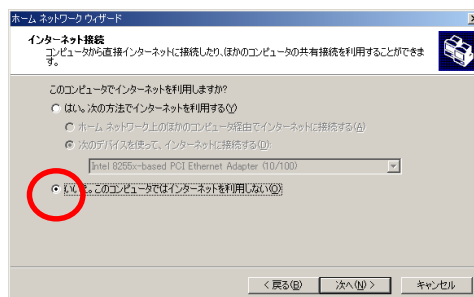 ホーム ネットワーク ウィザード
インターネット接続
コンピュータから直接インターネットに接続したり、ほかのコンピュータの共有接続を利用することができま
す。
このコンピュータでインターネットを利用しますか?
はい。次の方法でインターネットを利用する(Y)
ホーム ネットワーク上のほかのコンピュータ経由でインターネットに接続する(A)
次のデバイスを使って、インターネットに接続する(D):
Intel 8255x-based PCI Ethernet Adapter (10/100)
いいえ。このコンピュータではインターネットを利用しない(O)
< 戻る(B)
次へ(N) >
キャンセル